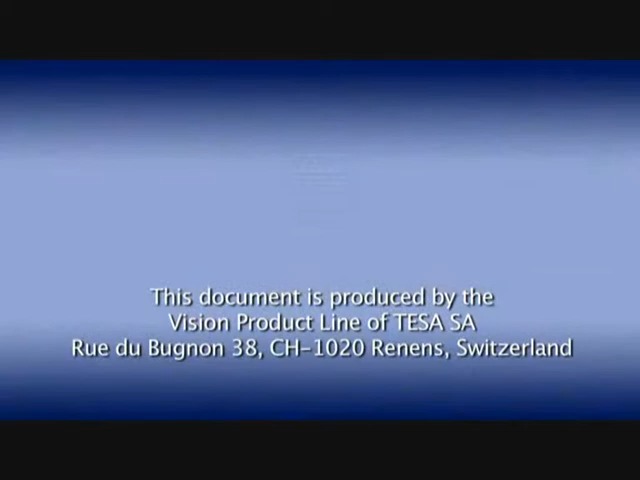 This document is produced by the
Vision Product Line of TESA SA
Rue du Bugnon 38, CH-1020 Renens, Switzerland